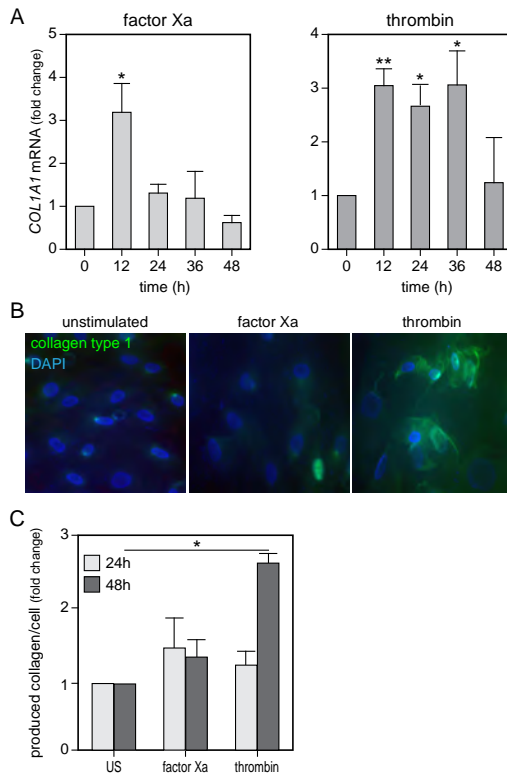 A
factor Xa
thrombin
COL1A1 mRNA (fold change)
5
4
3
2
1
0
*
0 12 24 36 48
time (h)
4
3
2
1
0
** * *
0 12 24 36 48
time (h)
B
unstimulated
factor Xa
thrombin
collagen type 1
DAPI
C
produced collagen/cell (fold change)
3
2
1
0
24h
48h
*
US factor Xa thrombin